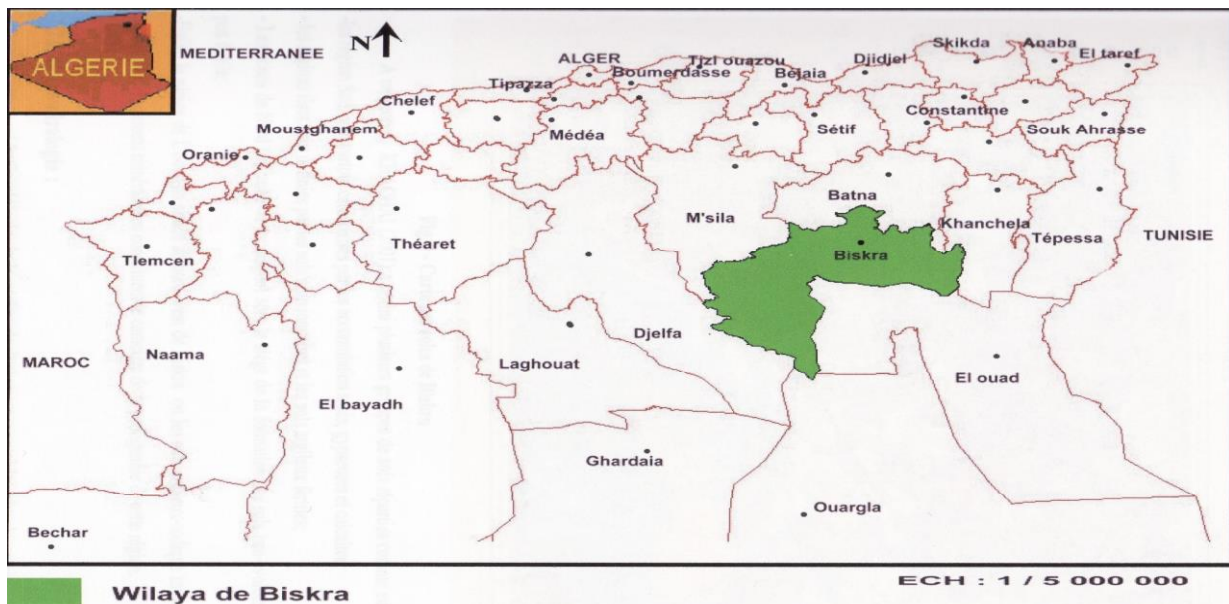 ALGERIE
MEDITERRANEE
N
Skikda
Anaba
El taref
ALGER
Tizi ouazou
Djidjel
Boumerdasse
Béjaia
Tipazza
Chelef
Constantine
Médéa
Sétif
Souk Ahrasse
Moustghanem
Oranie
Batna
M'sila
Khanchela
Théaret
Tépessa
TUNISIE
Tlemcen
Biskra
Djelfa
MAROC
Naama
Laghouat
El ouad
El bayadh
Ghardaia
Ouargla
Bechar
Wilaya de Biskra
ECH : 1 / 5 000 000